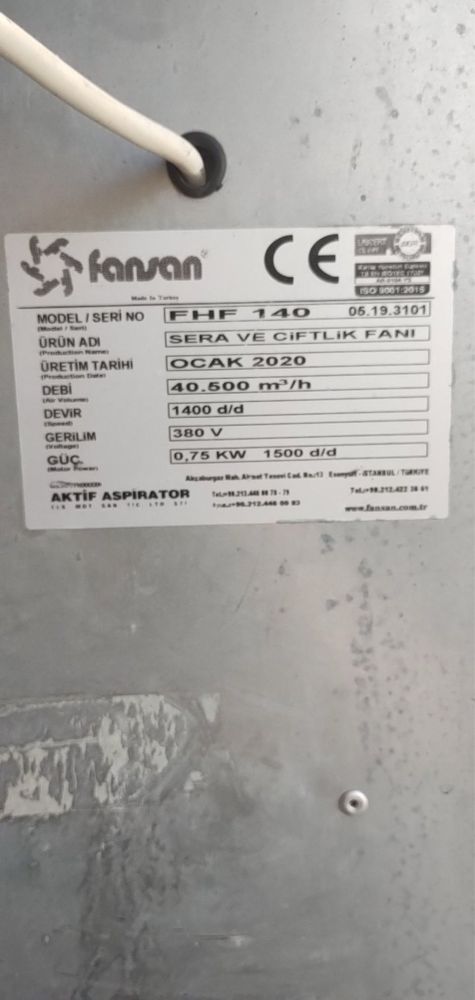 fansan®
CE
Made In Turkey
ISO 9001:2015
MODEL / SERİ NO FHF 140 05.19.3101
(Model / Seri)
ÜRÜN ADI SERA VE CİFTLİK FANI
(Production Name)
ÜRETİM TARİHİ OCAK 2020
(Production Date)
DEBİ 40.500 m³/h
(Air Volume)
DEVİR 1400 d/d
(Speed)
GERİLİM 380 V
(Voltage)
GÜÇ 0,75 KW 1500 d/d
(Motor Power)
AKTİF ASPİRATOR
www.fansan.com.tr